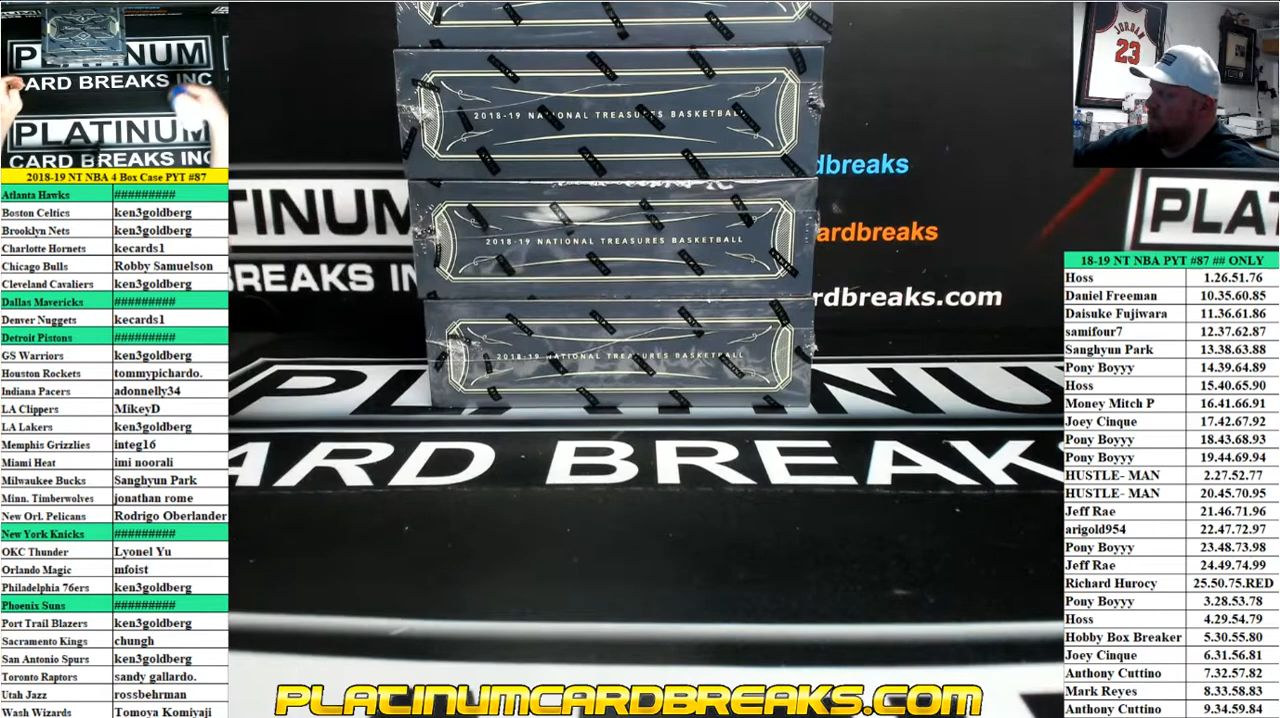 PLATINUM
CARD BREAKS INC
PLATINUM
CARD BREAKS INC
2018-19 NT NBA 4 Box Case PYT #87
Atlanta Hawks #########
Boston Celtics ken3goldberg
Brooklyn Nets ken3goldberg
Charlotte Hornets kecards1
Chicago Bulls Robby Samuelson
Cleveland Cavaliers ken3goldberg
Dallas Mavericks #########
Denver Nuggets kecards1
Detroit Pistons #########
GS Warriors ken3goldberg
Houston Rockets tommypichardo.
Indiana Pacers adonnelly34
LA Clippers MikeyD
LA Lakers ken3goldberg
Memphis Grizzlies integ16
Miami Heat imi noorali
Milwaukee Bucks Sanghyun Park
Minn. Timberwolves jonathan rome
New Orl. Pelicans Rodrigo Oberlander
New York Knicks #########
OKC Thunder Lyonel Yu
Orlando Magic mfoist
Philadelphia 76ers ken3goldberg
Phoenix Suns #########
Port Trail Blazers ken3goldberg
Sacramento Kings chungh
San Antonio Spurs ken3goldberg
Toronto Raptors sandy gallardo.
Utah Jazz rossbehrman
Wash Wizards Tomoya Komiyaji
2018-19 NATIONAL TREASURES BASKETBALL
2018-19 NATIONAL TREASURES BASKETBALL
2018-19 NATIONAL TREASURES BASKETBALL
TINUM
BREAKS IN
dbreaks
ardbreaks
rdbreaks.com
PLA
PLATINUM
ARD BREAK
PLATINUMCARDBREAKS.COM
JORDAN
23
18-19 NT NBA PYT #87 ## ONLY
Hoss 1.26.51.76
Daniel Freeman 10.35.60.85
Daisuke Fujiwara 11.36.61.86
samifour7 12.37.62.87
Sanghyun Park 13.38.63.88
Pony Boyyy 14.39.64.89
Hoss 15.40.65.90
Money Mitch P 16.41.66.91
Joey Cinque 17.42.67.92
Pony Boyyy 18.43.68.93
Pony Boyyy 19.44.69.94
HUSTLE- MAN 2.27.52.77
HUSTLE- MAN 20.45.70.95
Jeff Rae 21.46.71.96
arigold954 22.47.72.97
Pony Boyyy 23.48.73.98
Jeff Rae 24.49.74.99
Richard Hurocy 25.50.75.RED
Pony Boyyy 3.28.53.78
Hoss 4.29.54.79
Hobby Box Breaker 5.30.55.80
Joey Cinque 6.31.56.81
Anthony Cuttino 7.32.57.82
Mark Reyes 8.33.58.83
Anthony Cuttino 9.34.59.84